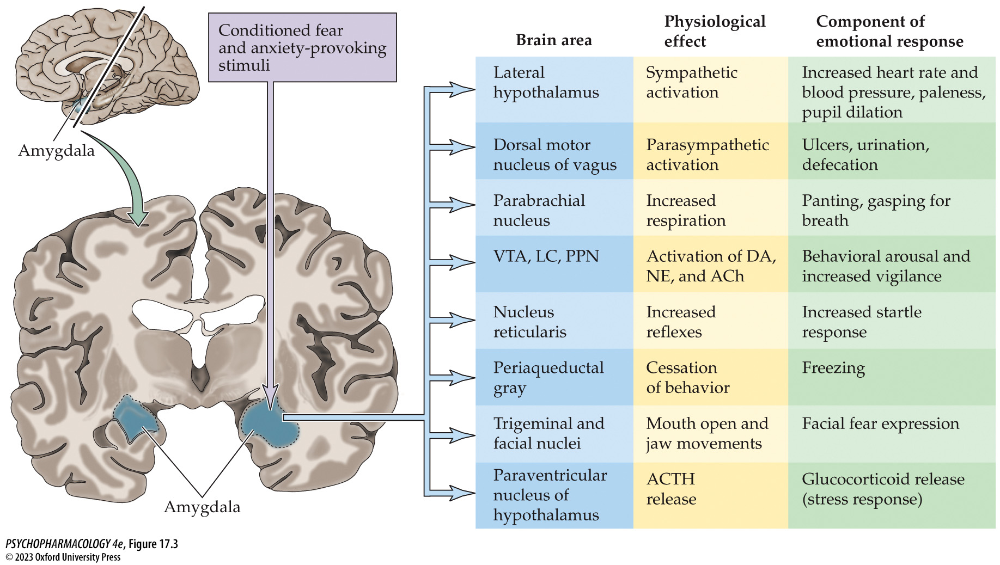 Conditioned fear
and anxiety-provoking
stimuli
Amygdala
Amygdala
Brain area
Physiological
effect
Component of
emotional response
Lateral
hypothalamus
Sympathetic
activation
Increased heart rate and
blood pressure, paleness,
pupil dilation
Dorsal motor
nucleus of vagus
Parasympathetic
activation
Ulcers, urination,
defecation
Parabrachial
nucleus
Increased
respiration
Panting, gasping for
breath
VTA, LC, PPN
Activation of DA,
NE, and ACh
Behavioral arousal and
increased vigilance
Nucleus
reticularis
Increased
reflexes
Increased startle
response
Periaqueductal
gray
Cessation
of behavior
Freezing
Trigeminal and
facial nuclei
Mouth open and
jaw movements
Facial fear expression
Paraventricular
nucleus of
hypothalamus
ACTH
release
Glucocorticoid release
(stress response)
PSYCHOPHARMACOLOGY 4e, Figure 17.3
© 2023 Oxford University Press